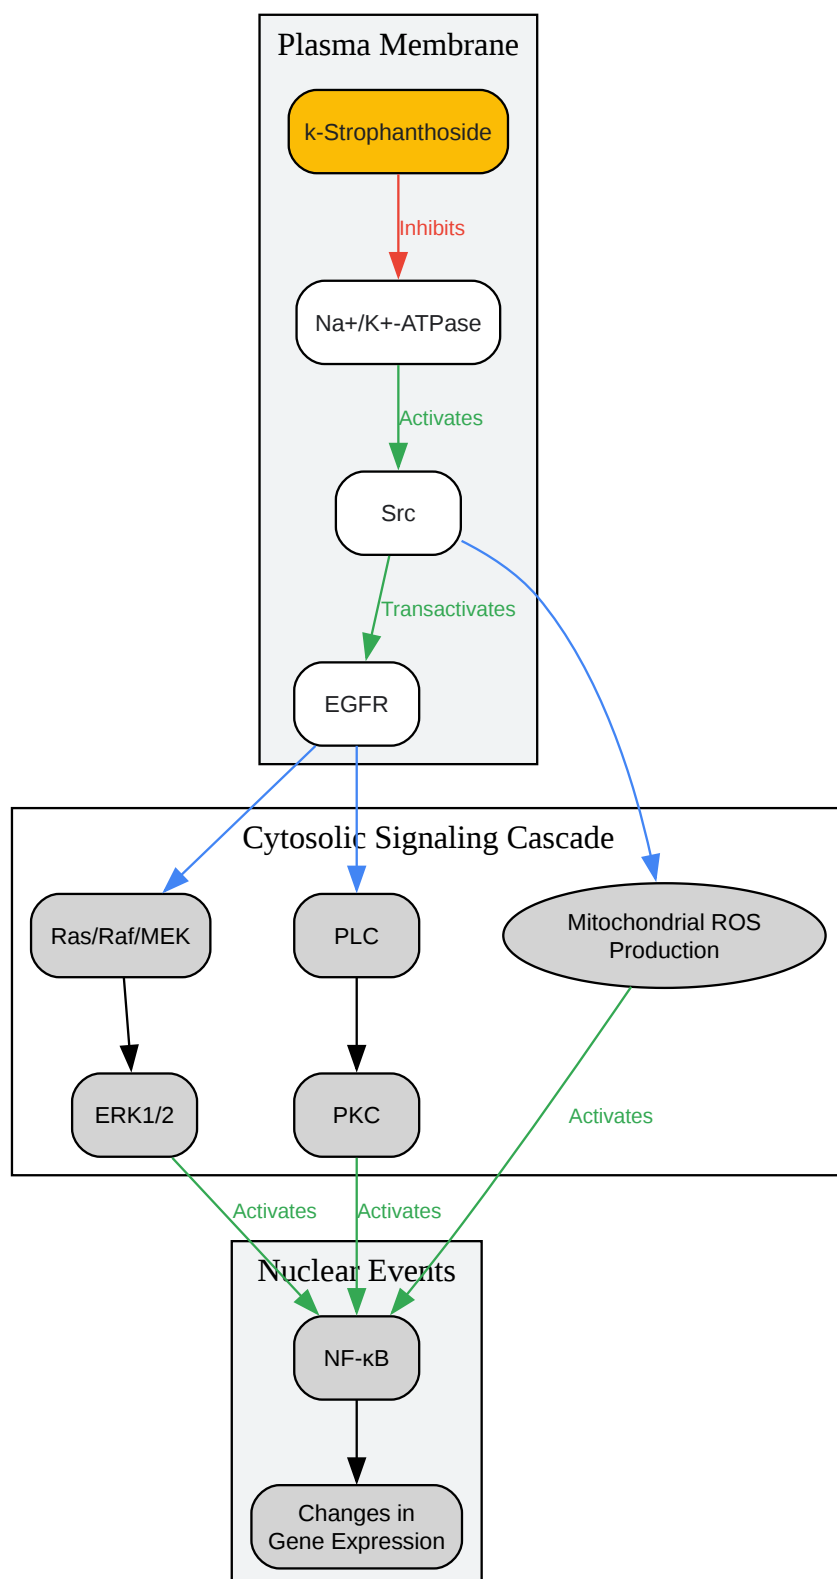 Plasma Membrane
k-Strophanthoside
Inhibits
Na+/K+-ATPase
Activates
Src
Transactivates
EGFR
Cytosolic Signaling Cascade
Ras/Raf/MEK
PLC
Mitochondrial ROS
Production
ERK1/2
PKC
Activates
Activates
Activates
Nuclear Events
NF-κB
Changes in
Gene Expression